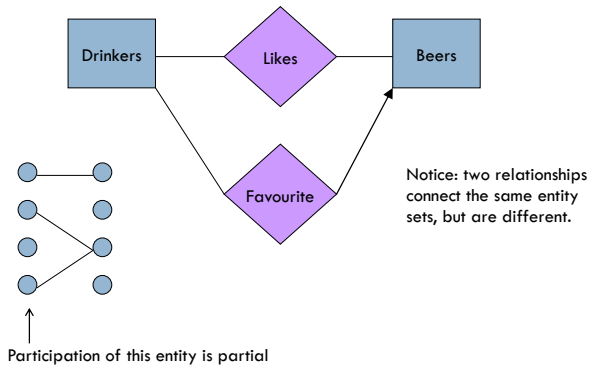 Drinkers
Likes
Beers
Favourite
Notice: two relationships
connect the same entity
sets, but are different.
Participation of this entity is partial